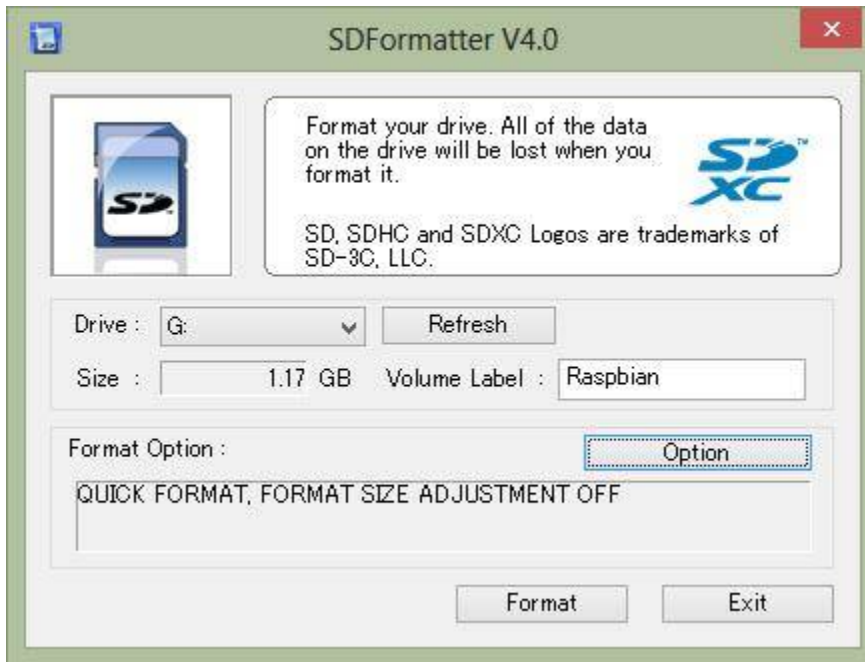 SDFormatter V4.0
SD
Format your drive. All of the data
on the drive will be lost when you
format it.
SD™
XC
SD, SDHC and SDXC Logos are trademarks of
SD-3C, LLC.
Drive : G: Refresh
Size : 1.17 GB Volume Label : Raspbian
Format Option :
Option
QUICK FORMAT, FORMAT SIZE ADJUSTMENT OFF
Format Exit